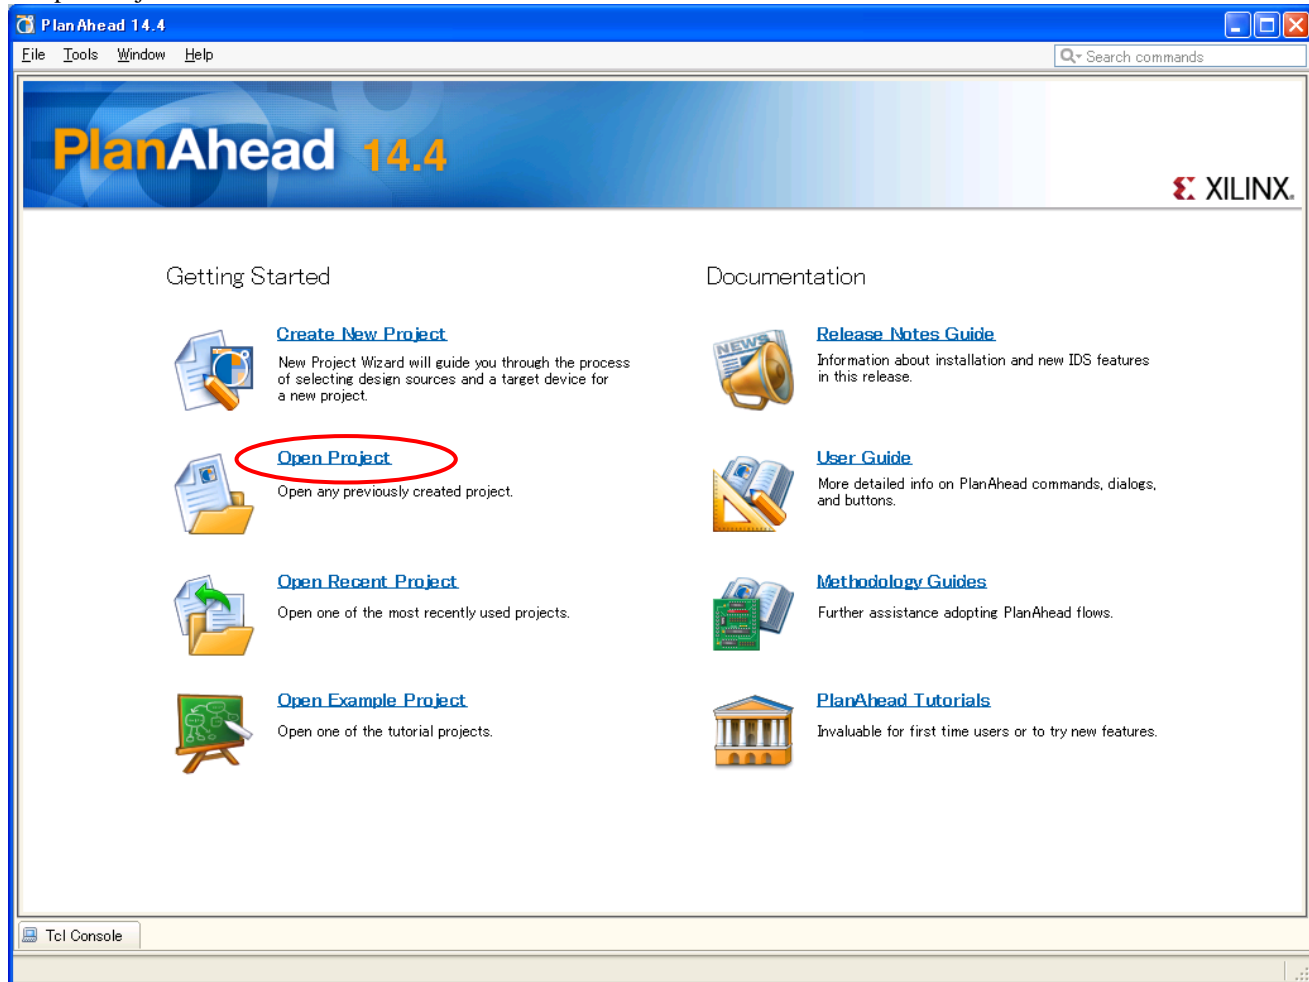 PlanAhead 14.4
File Tools Window Help
Search commands
PlanAhead 14.4
XILINX.
Getting Started
Create New Project
New Project Wizard will guide you through the process
of selecting design sources and a target device for
a new project.
Open Project
Open any previously created project.
Open Recent Project
Open one of the most recently used projects.
Open Example Project
Open one of the tutorial projects.
Documentation
NEWS
Release Notes Guide
Information about installation and new IDS features
in this release.
User Guide
More detailed info on PlanAhead commands, dialogs,
and buttons.
Methodology Guides
Further assistance adopting PlanAhead flows.
PlanAhead Tutorials
Invaluable for first time users or to try new features.
Tcl Console